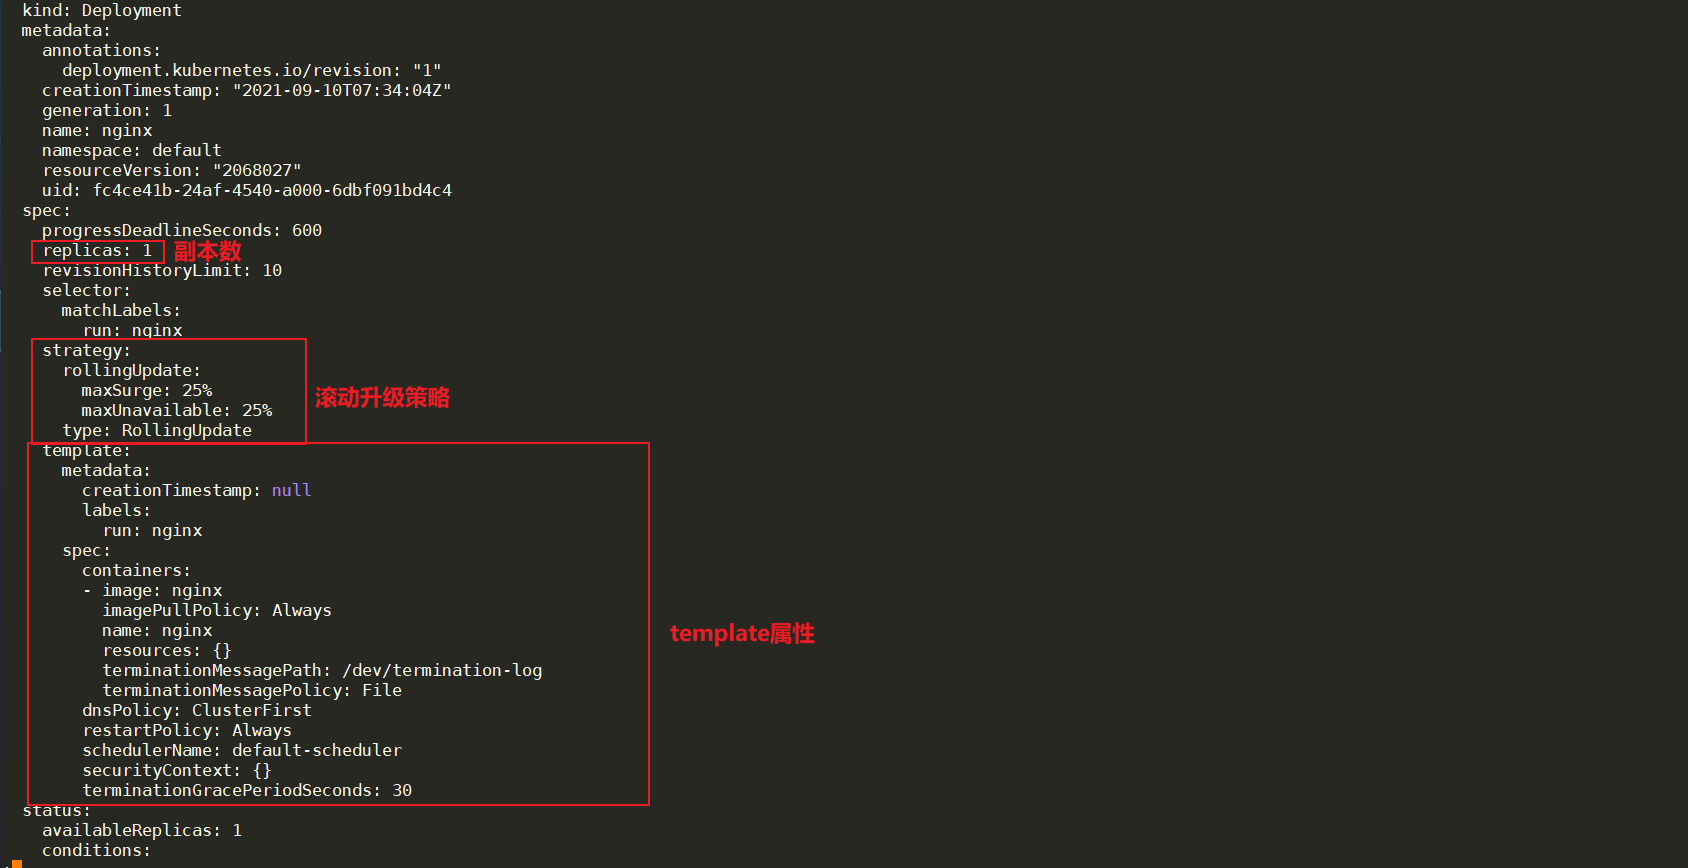 kind: Deployment
metadata:
  annotations:
    deployment.kubernetes.io/revision: "1"
  creationTimestamp: "2021-09-10T07:34:04Z"
  generation: 1
  name: nginx
  namespace: default
  resourceVersion: "2068027"
  uid: fc4ce41b-24af-4540-a000-6dbf091bd4c4
spec:
  progressDeadlineSeconds: 600
  replicas: 1 副本数
  revisionHistoryLimit: 10
  selector:
    matchLabels:
      run: nginx
  strategy:
    rollingUpdate:
      maxSurge: 25%
滚动升级策略
      maxUnavailable: 25%
    type: RollingUpdate
  template:
    metadata:
      creationTimestamp: null
      labels:
        run: nginx
    spec:
      containers:
      - image: nginx
        imagePullPolicy: Always
        name: nginx
template属性
        resources: {}
        terminationMessagePath: /dev/termination-log
        terminationMessagePolicy: File
      dnsPolicy: ClusterFirst
      restartPolicy: Always
      schedulerName: default-scheduler
      securityContext: {}
      terminationGracePeriodSeconds: 30
status:
  availableReplicas: 1
  conditions: